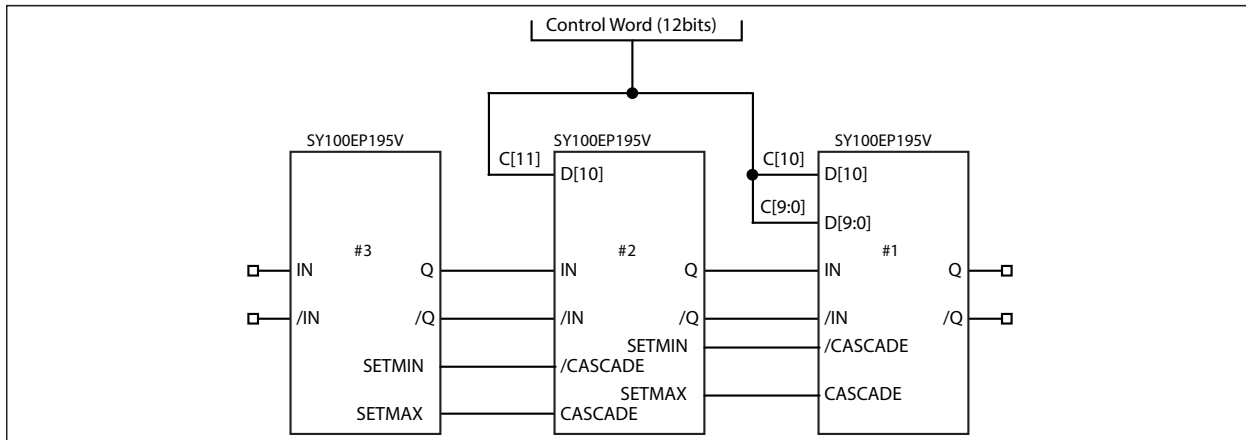 Control Word (12bits)
SY100EP195V
SY100EP195V
SY100EP195V
C[11]
D[10]
C[10]
D[10]
C[9:0]
D[9:0]
#3
#2
#1
IN
Q
IN
Q
IN
Q
/IN
/Q
/IN
/Q
/IN
/Q
SETMIN
/CASCADE
SETMIN
/CASCADE
SETMAX
CASCADE
SETMAX
CASCADE